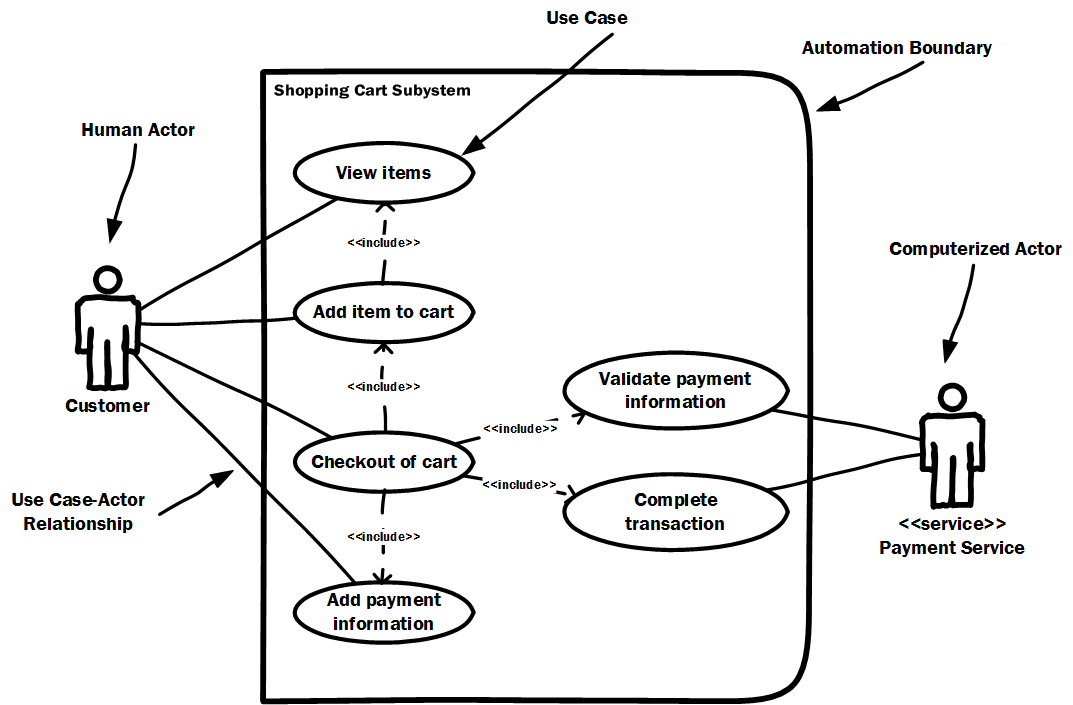 Use Case
Automation Boundary
Shopping Cart Subystem
Human Actor
View items
<<include>>
Computerized Actor
Add item to cart
<<include>>
Customer
Validate payment
information
<<include>>
Checkout of cart
<<include>>
Use Case-Actor
Relationship
Complete
transaction
<<service>>
Payment Service
<<include>>
Add payment
information